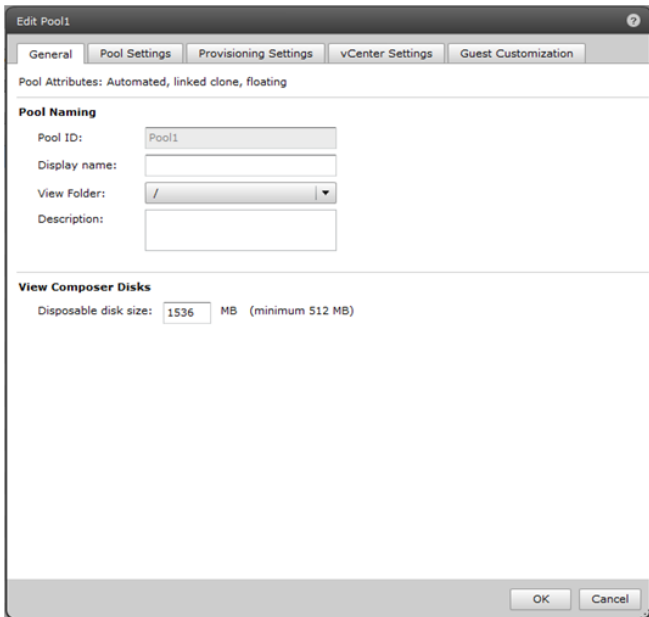 Edit Pool1
?
General Pool Settings Provisioning Settings vCenter Settings Guest Customization
Pool Attributes: Automated, linked clone, floating
Pool Naming
Pool ID: Pool1
Display name:
View Folder: /
Description:
View Composer Disks
Disposable disk size: 1536 MB (minimum 512 MB)
OK Cancel